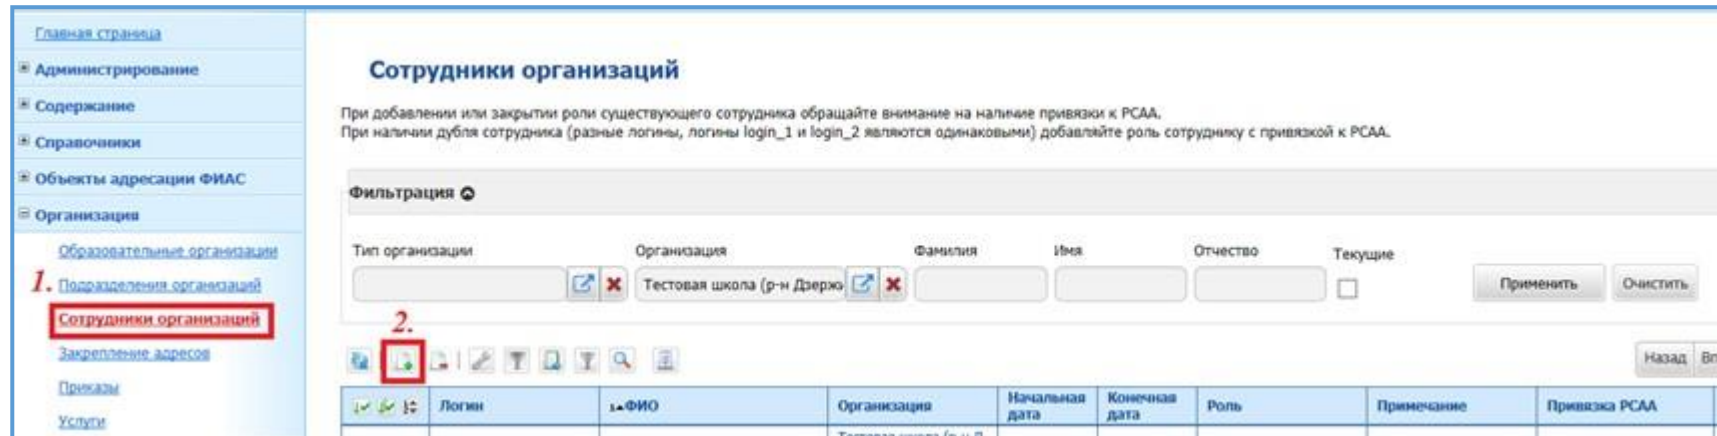 Главная страница
Администрирование
Содержание
Справочники
Объекты адресации ФИАС
Организация
Образовательные организации
1. Подразделения организаций
Сотрудники организаций
Закрепление адресов
Приказы
Услуги
Сотрудники организаций
При добавлении или закрытии роли существующего сотрудника обращайте внимание на наличие привязки к РСАА.
При наличии дубля сотрудника (разные логины, логины login_1 и login_2 являются одинаковыми) добавляйте роль сотруднику с привязкой к РСАА.
Фильтрация
Тип организации Организация Фамилия Имя Отчество Текущие
Тестовая школа (р-н Дзержи
Применить Очистить
2.
Назад Вп
Логин ФИО Организация Начальная дата Конечная дата Роль Примечание Привязка РСАА